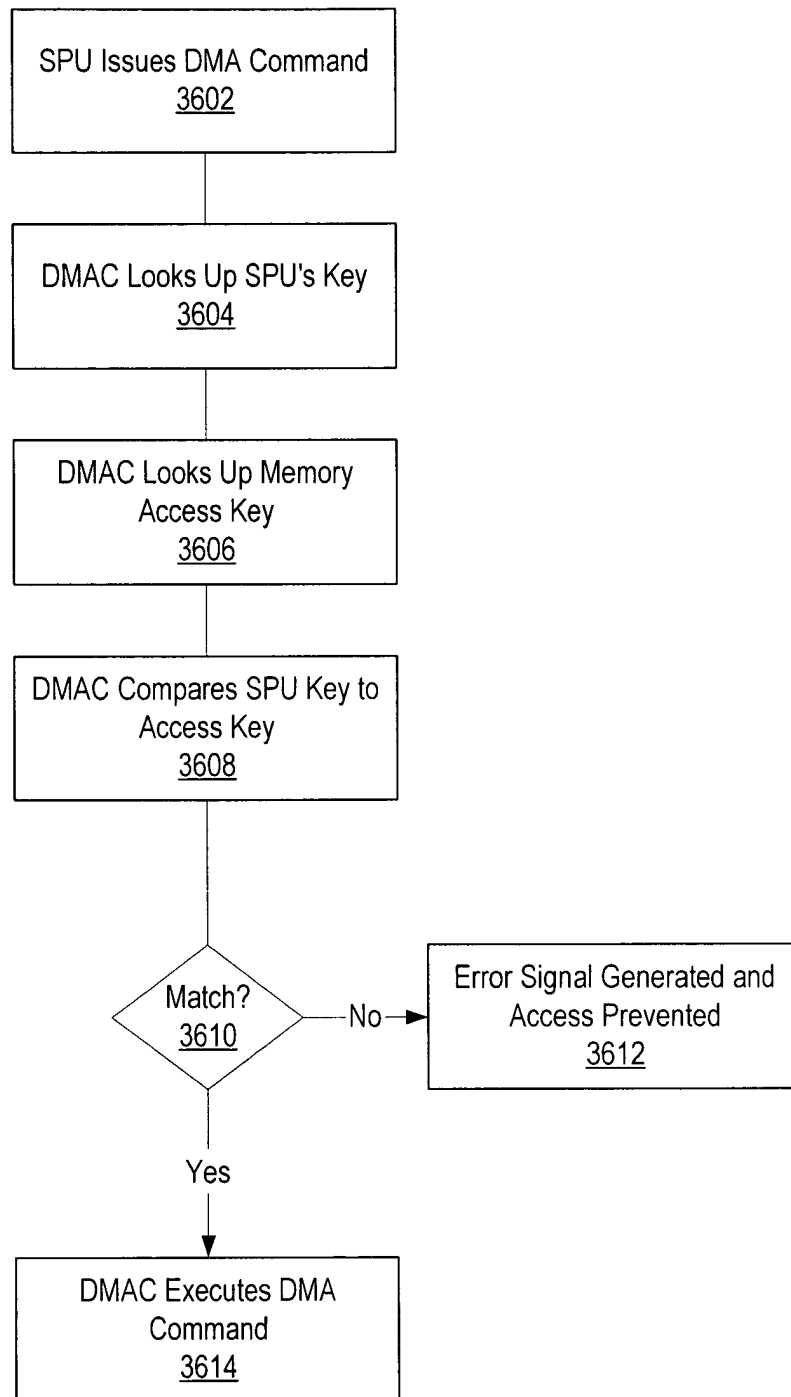 SPU Issues DMA Command
3602
DMAC Looks Up SPU's Key
3604
DMAC Looks Up Memory
Access Key
3606
DMAC Compares SPU Key to
Access Key
3608
Match?
3610
No
Error Signal Generated and
Access Prevented
3612
Yes
DMAC Executes DMA
Command
3614